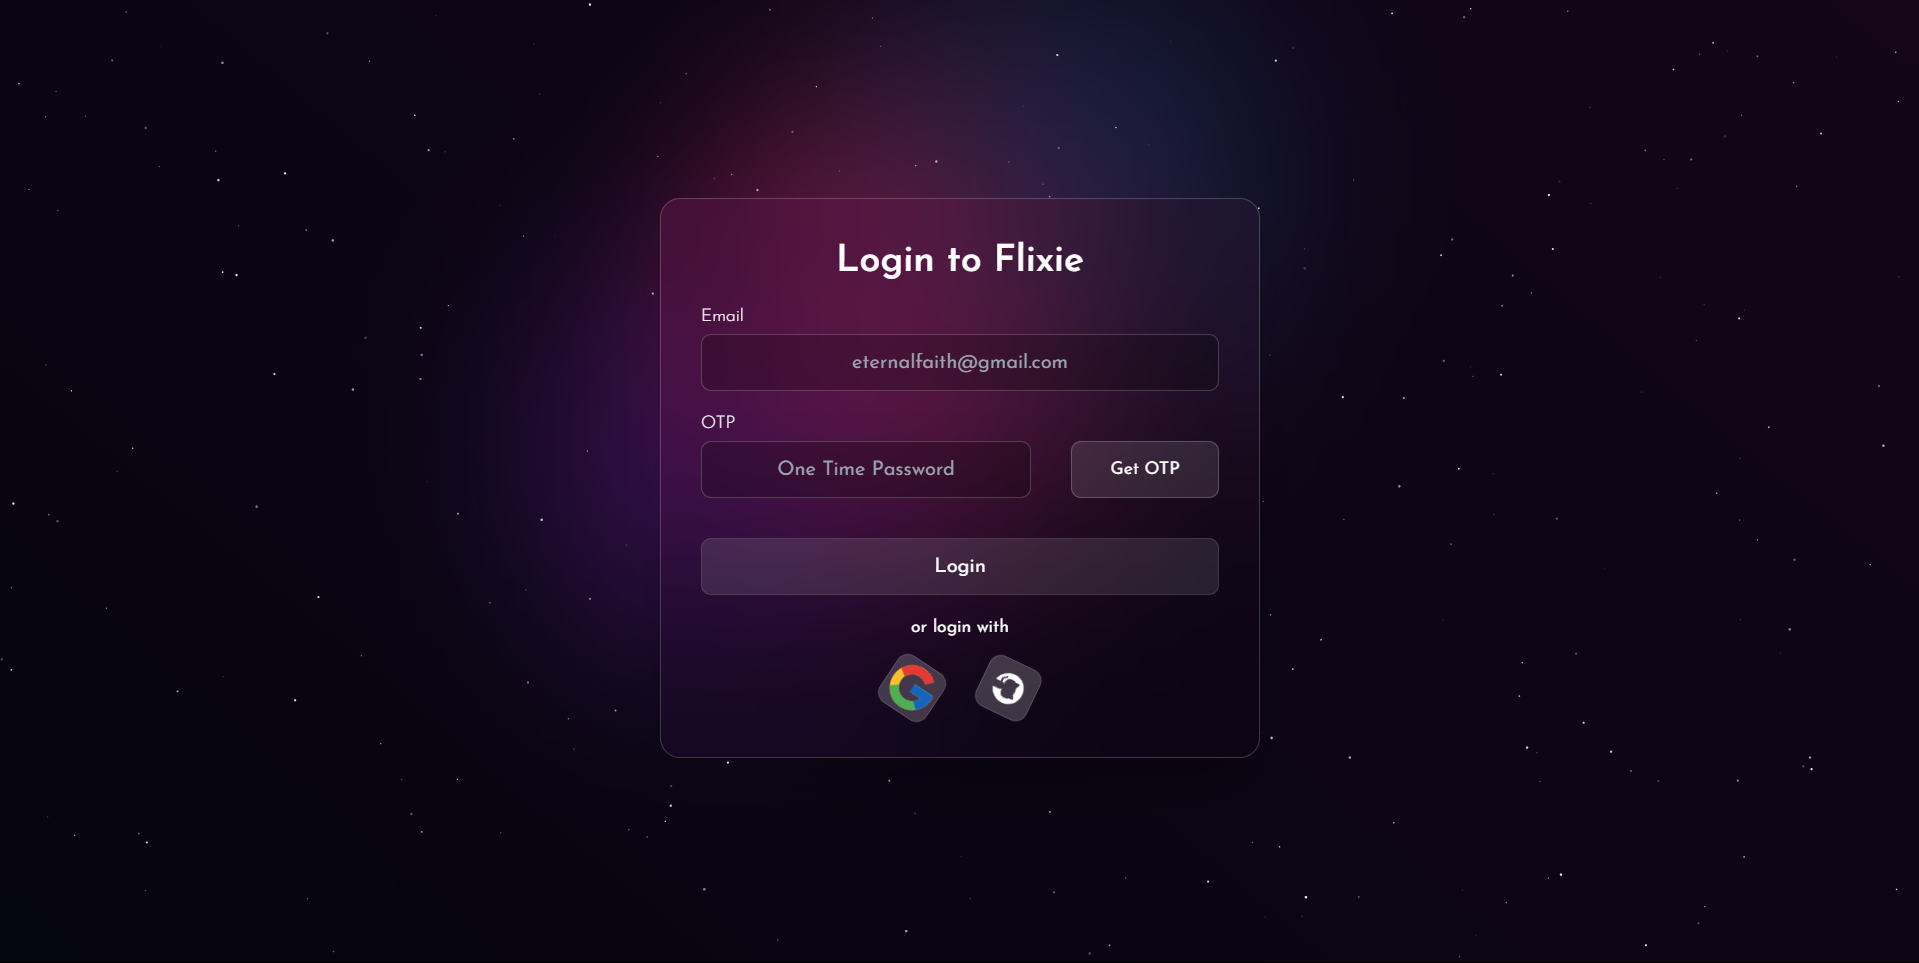 Login to Flixie
Email
eternalfaith@gmail.com
OTP
One Time Password
Get OTP
Login
or login with